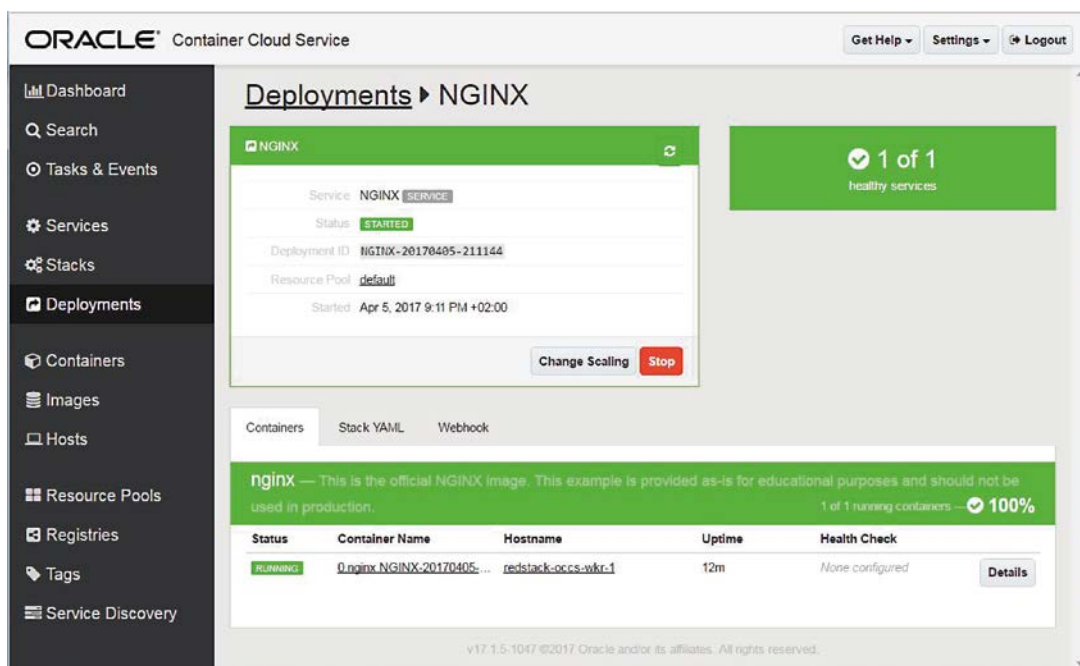 ORACLE® Container Cloud Service
Get Help
Settings
Logout
Dashboard
Search
Tasks & Events
Services
Stacks
Deployments
Containers
Images
Hosts
Resource Pools
Registries
Tags
Service Discovery
Deployments NGINX
NGINX
Service NGINX SERVICE
Status STARTED
Deployment ID NGINX-20170405-211144
Resource Pool default
Started Apr 5, 2017 9:11 PM +02:00
Change Scaling Stop
1 of 1
healthy services
Containers Stack YAML Webhook
nginx — This is the official NGINX image. This example is provided as-is for educational purposes and should not be
used in production.
1 of 1 running containers — 100%
Status Container Name Hostname Uptime Health Check
RUNNING 0.nginx NGINX-20170405-... redstack-occs-wkr-1 12m None configured Details
v17.1.5-1047 ©2017 Oracle and/or its affiliates. All rights reserved.